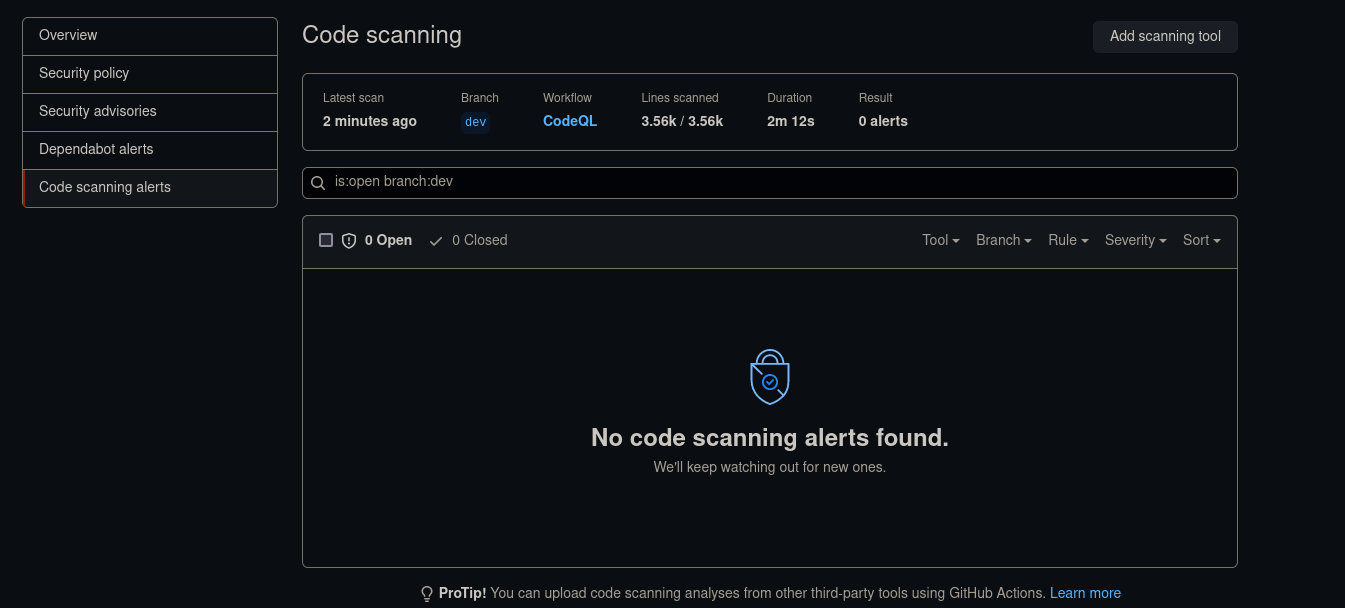 Overview
Security policy
Security advisories
Dependabot alerts
Code scanning alerts
Code scanning
Add scanning tool
Latest scan Branch Workflow Lines scanned Duration Result
2 minutes ago dev CodeQL 3.56k / 3.56k 2m 12s 0 alerts
is:open branch:dev
0 Open 0 Closed Tool Branch Rule Severity Sort
No code scanning alerts found.
We'll keep watching out for new ones.
ProTip! You can upload code scanning analyses from other third-party tools using GitHub Actions. Learn more